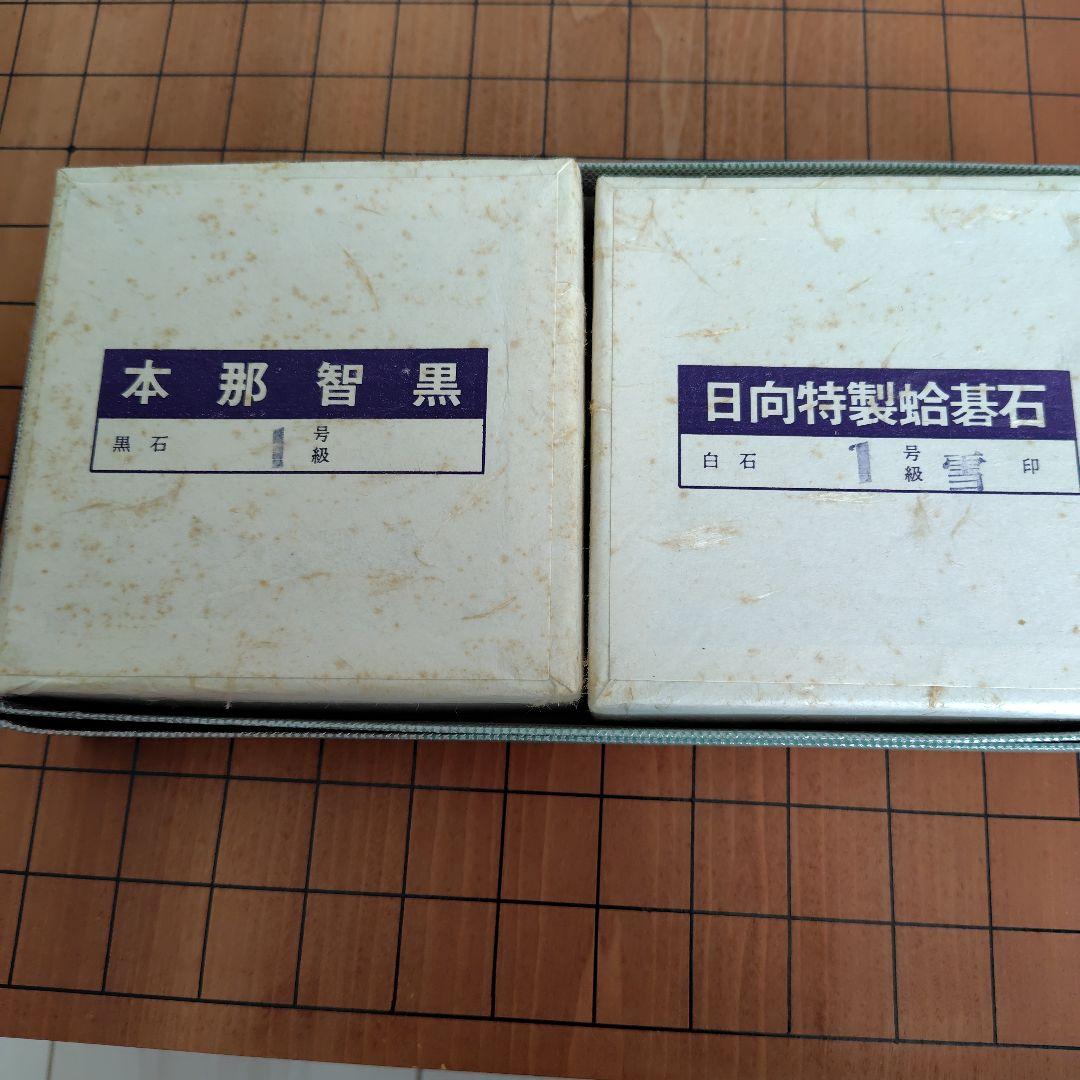 本那智黒
黒石 1 号級
日向特製蛤碁石
白石 1 号級 雪 印